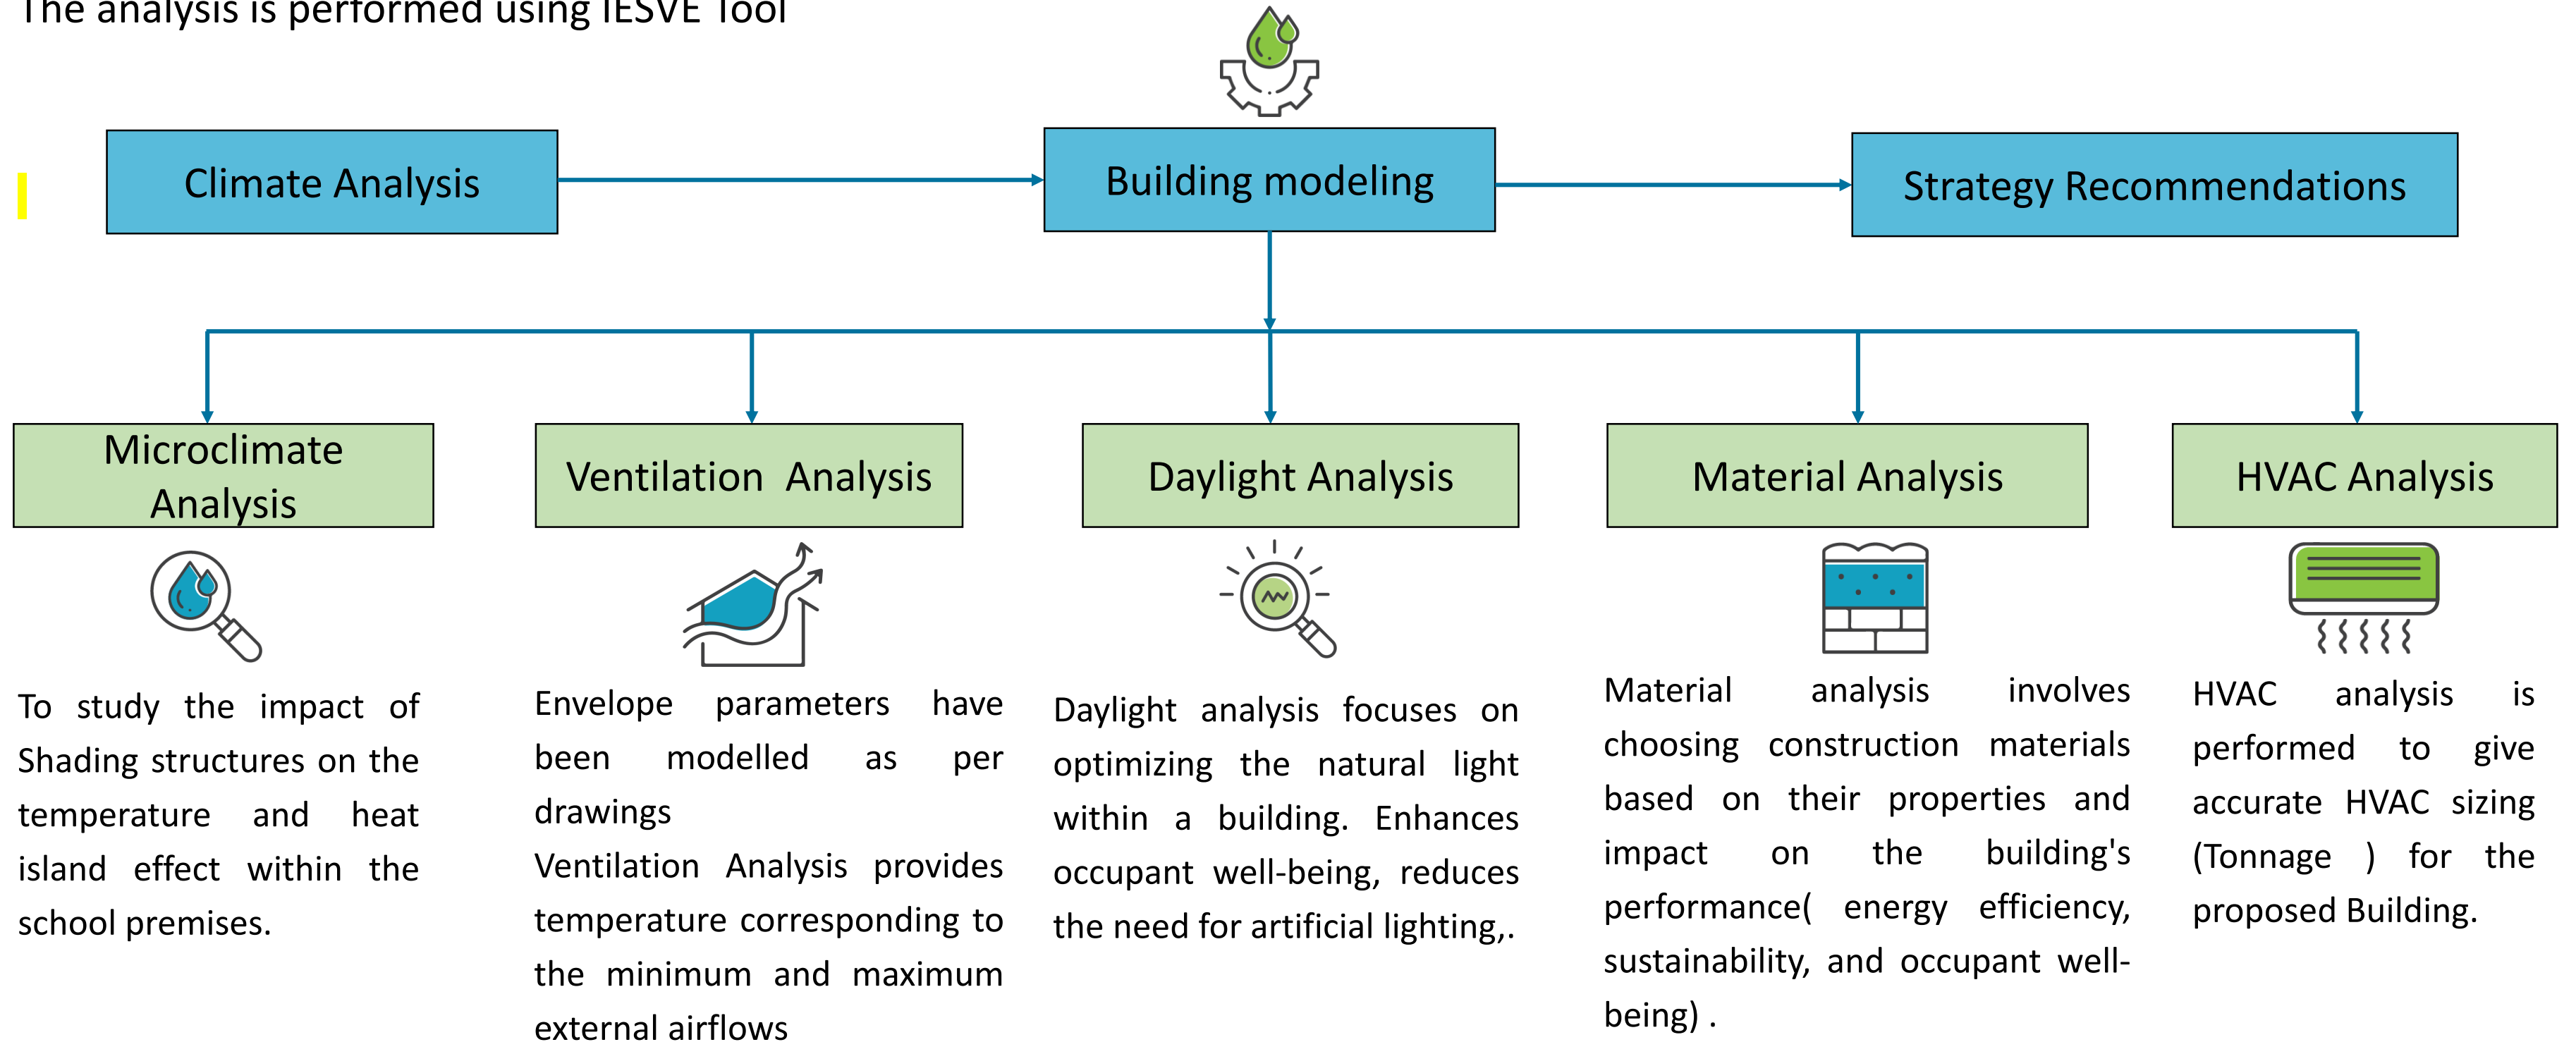 The analysis is performed using IESVE Tool
Climate Analysis
Building modeling
Strategy Recommendations
Microclimate
Analysis
Ventilation  Analysis
Daylight Analysis
Material Analysis
HVAC Analysis
To study the impact of
Shading structures on the
temperature and heat
island effect within the
school premises.
Envelope parameters have
been modelled as per
drawings
Ventilation Analysis provides
temperature corresponding to
the minimum and maximum
external airflows
Daylight analysis focuses on
optimizing the natural light
within a building. Enhances
occupant well-being, reduces
the need for artificial lighting,.
Material analysis involves
choosing construction materials
based on their properties and
impact on the building's
performance( energy efficiency,
sustainability, and occupant well-
being) .
HVAC analysis is
performed to give
accurate HVAC sizing
(Tonnage ) for the
proposed Building.